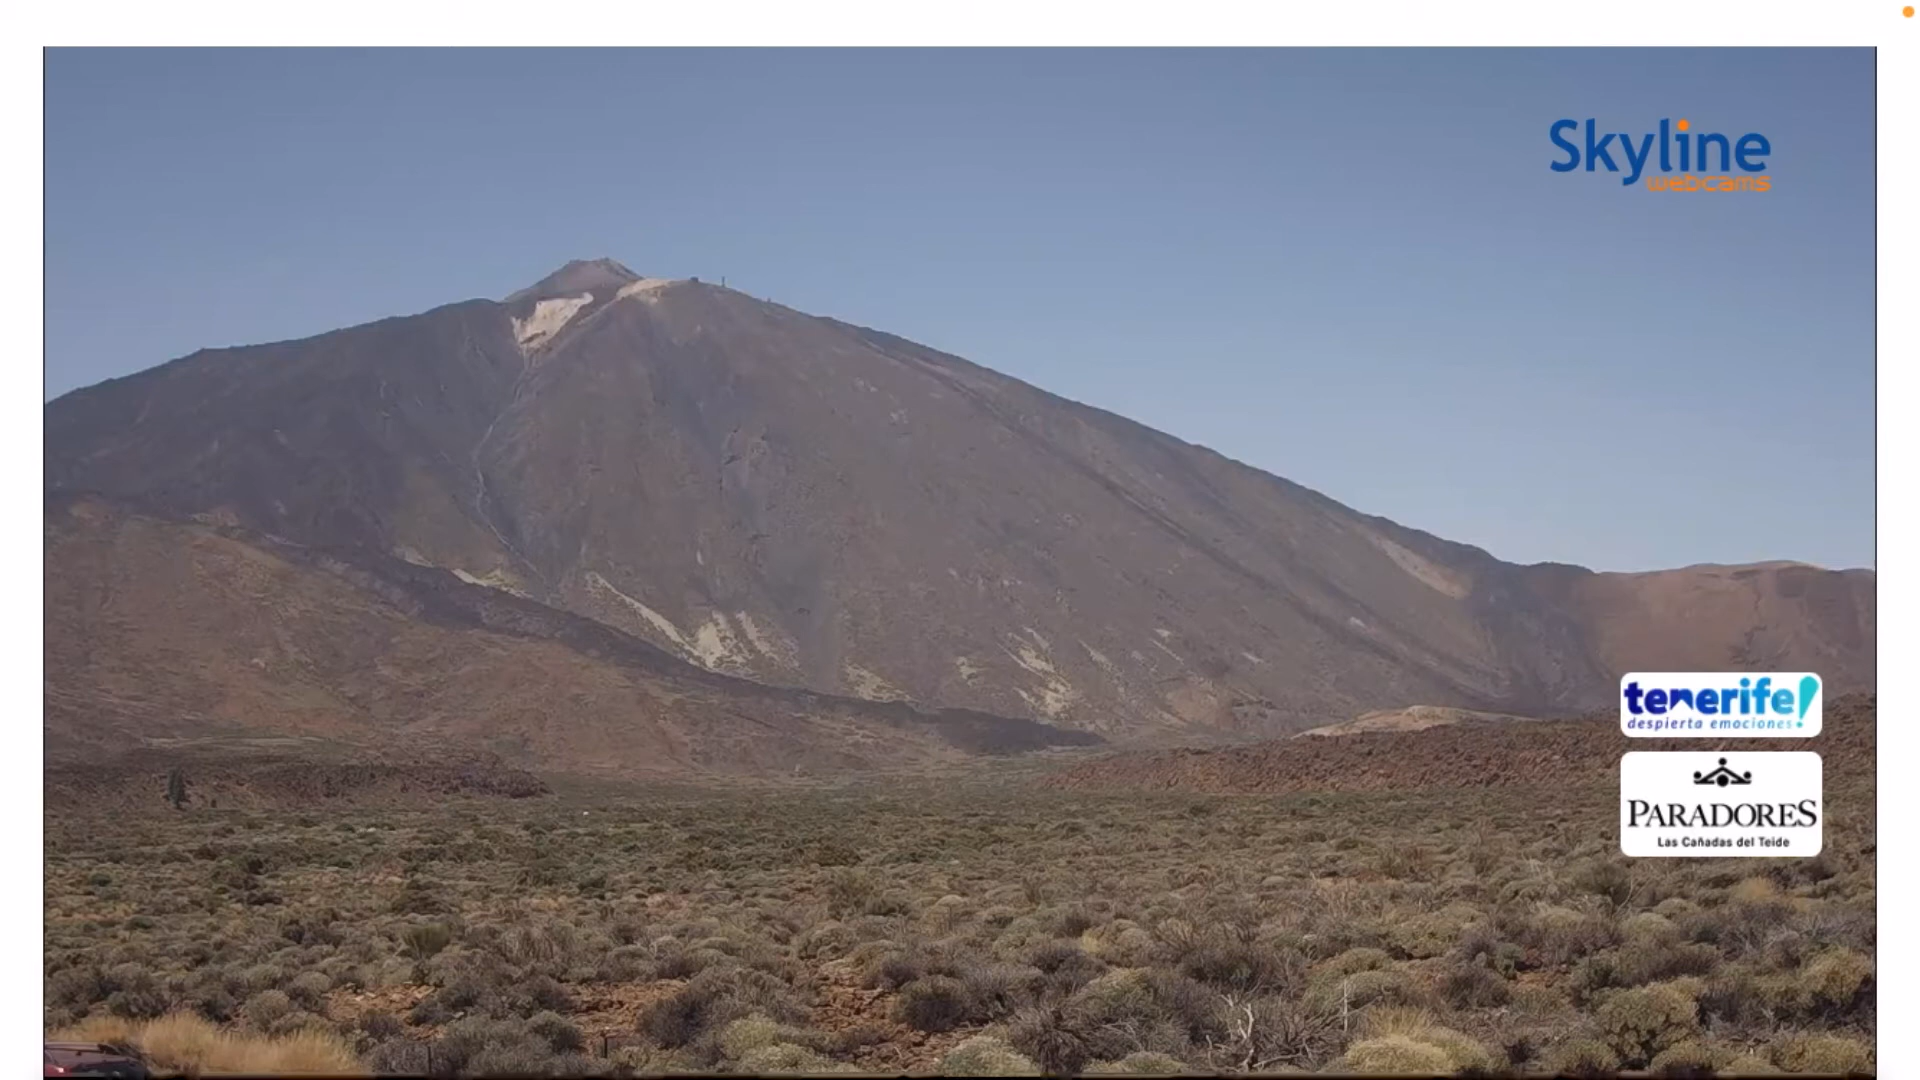 Skyline
webcams
tenerife!
despierta emociones!
PARADORES
Las Cañadas del Teide